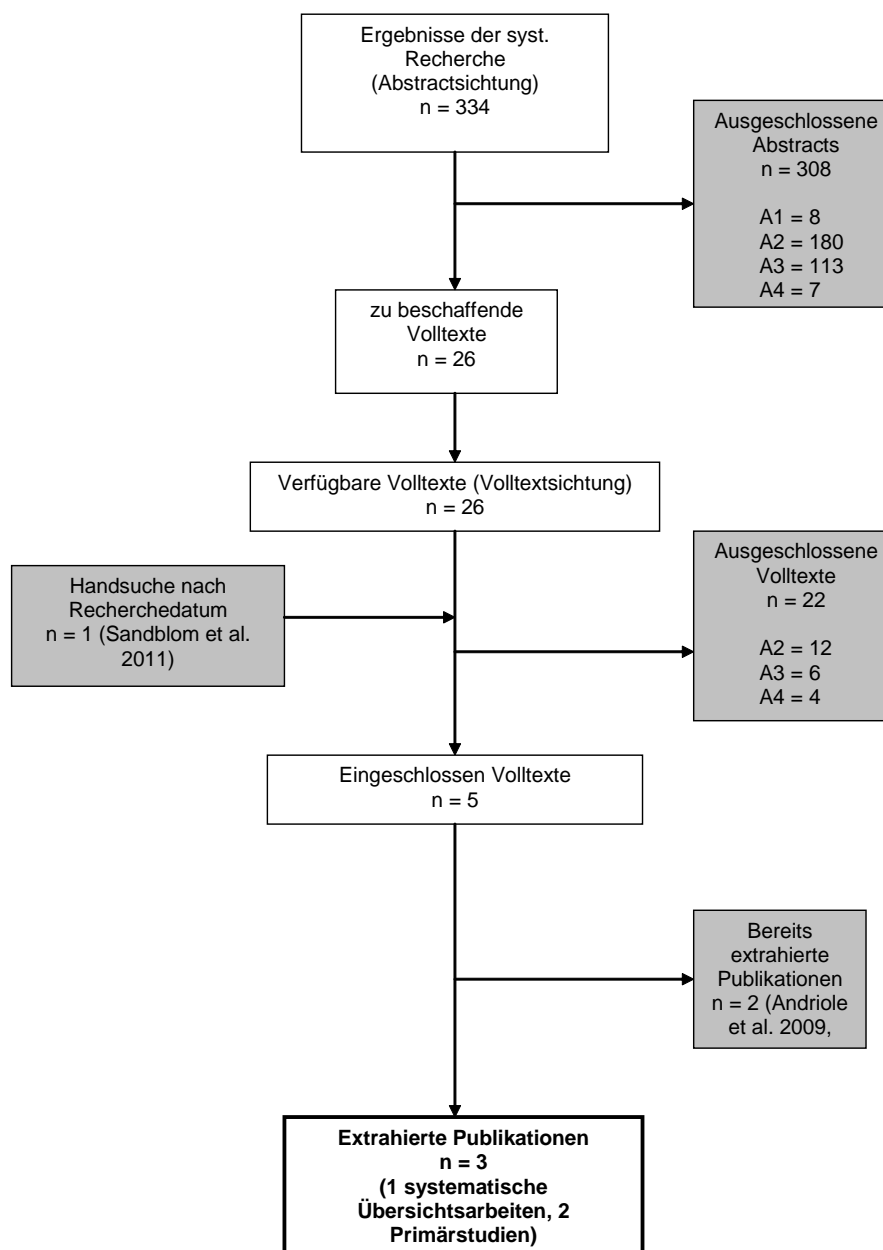 Ergebnisse der syst.
Recherche
(Abstractsichtung)
n = 334
Ausgeschlossene
Abstracts
n = 308
A1 = 8
A2 = 180
A3 = 113
A4 = 7
zu beschaffende
Volltexte
n = 26
Verfügbare Volltexte (Volltextsichtung)
n = 26
Handsuche nach
Recherchedatum
n = 1 (Sandblom et al.
2011)
Ausgeschlossene
Volltexte
n = 22
A2 = 12
A3 = 6
A4 = 4
Eingeschlossen Volltexte
n = 5
Bereits
extrahierte
Publikationen
n = 2 (Andriole
et al. 2009,
Extrahierte Publikationen
n = 3
(1 systematische
Übersichtsarbeiten, 2
Primärstudien)